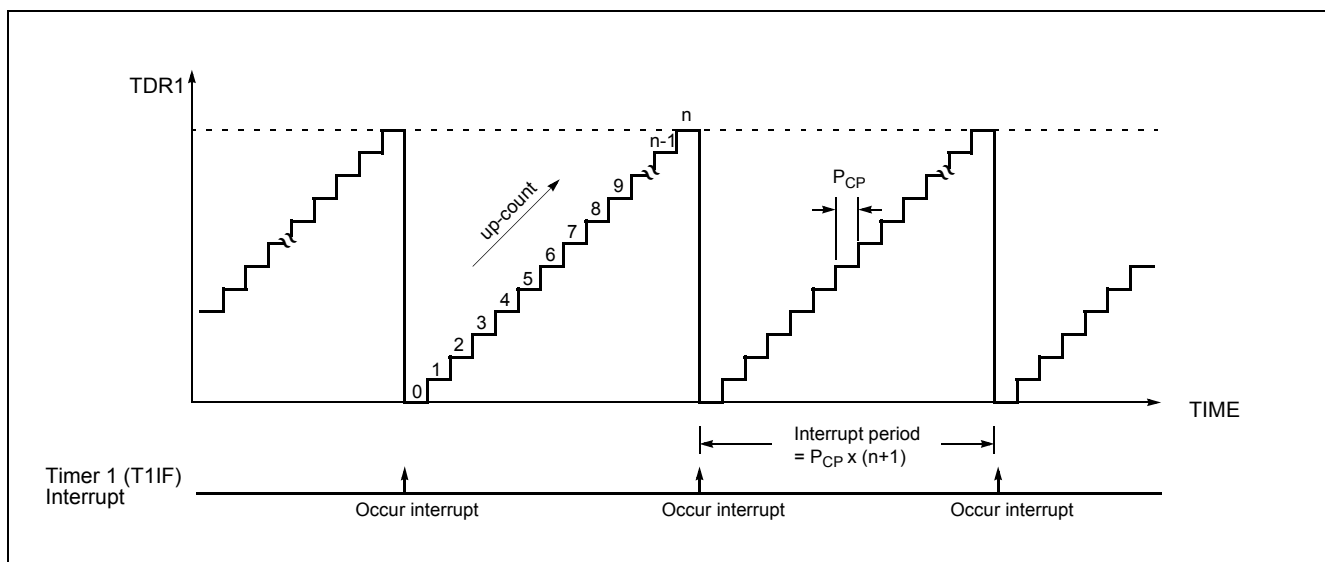 TDR1
n
n-1
9
8
7
6
5
4
3
2
1
0
up-count
PCP
TIME
Interrupt period
= PCP x (n+1)
Timer 1 (T1IF)
Interrupt
Occur interrupt
Occur interrupt
Occur interrupt